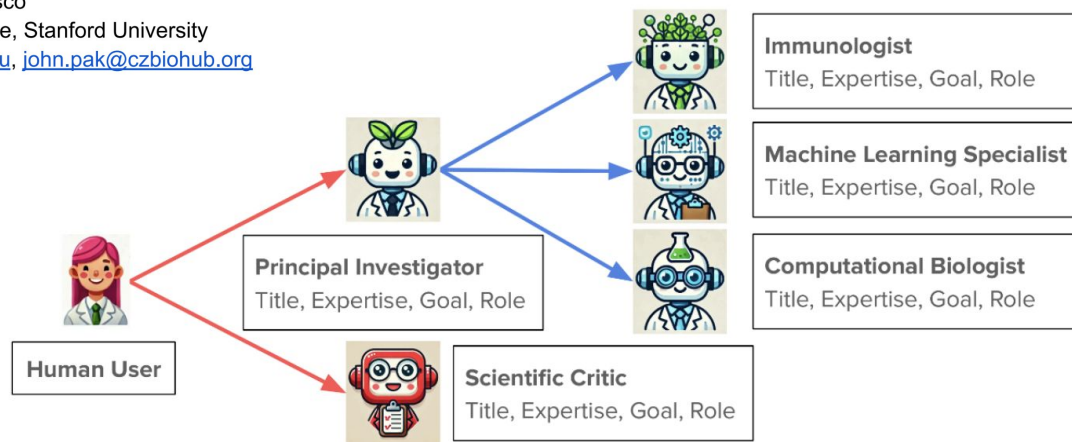 sco
e, Stanford University
u, john.pak@czbiohub.org
Immunologist
Title, Expertise, Goal, Role
Machine Learning Specialist
Title, Expertise, Goal, Role
Principal Investigator
Title, Expertise, Goal, Role
Computational Biologist
Title, Expertise, Goal, Role
Human User
Scientific Critic
Title, Expertise, Goal, Role